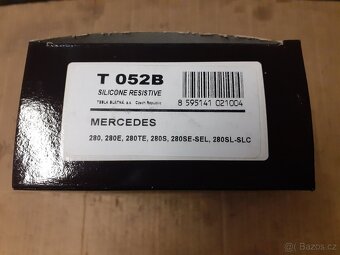 T 052B
SILICONE RESISTIVE
TESLA BLATNÁ, a.s. Czech Republic
8 595141 021004
MERCEDES
280, 280E, 280TE, 280S, 280SE-SEL, 280SL-SLC
Bazoš.cz